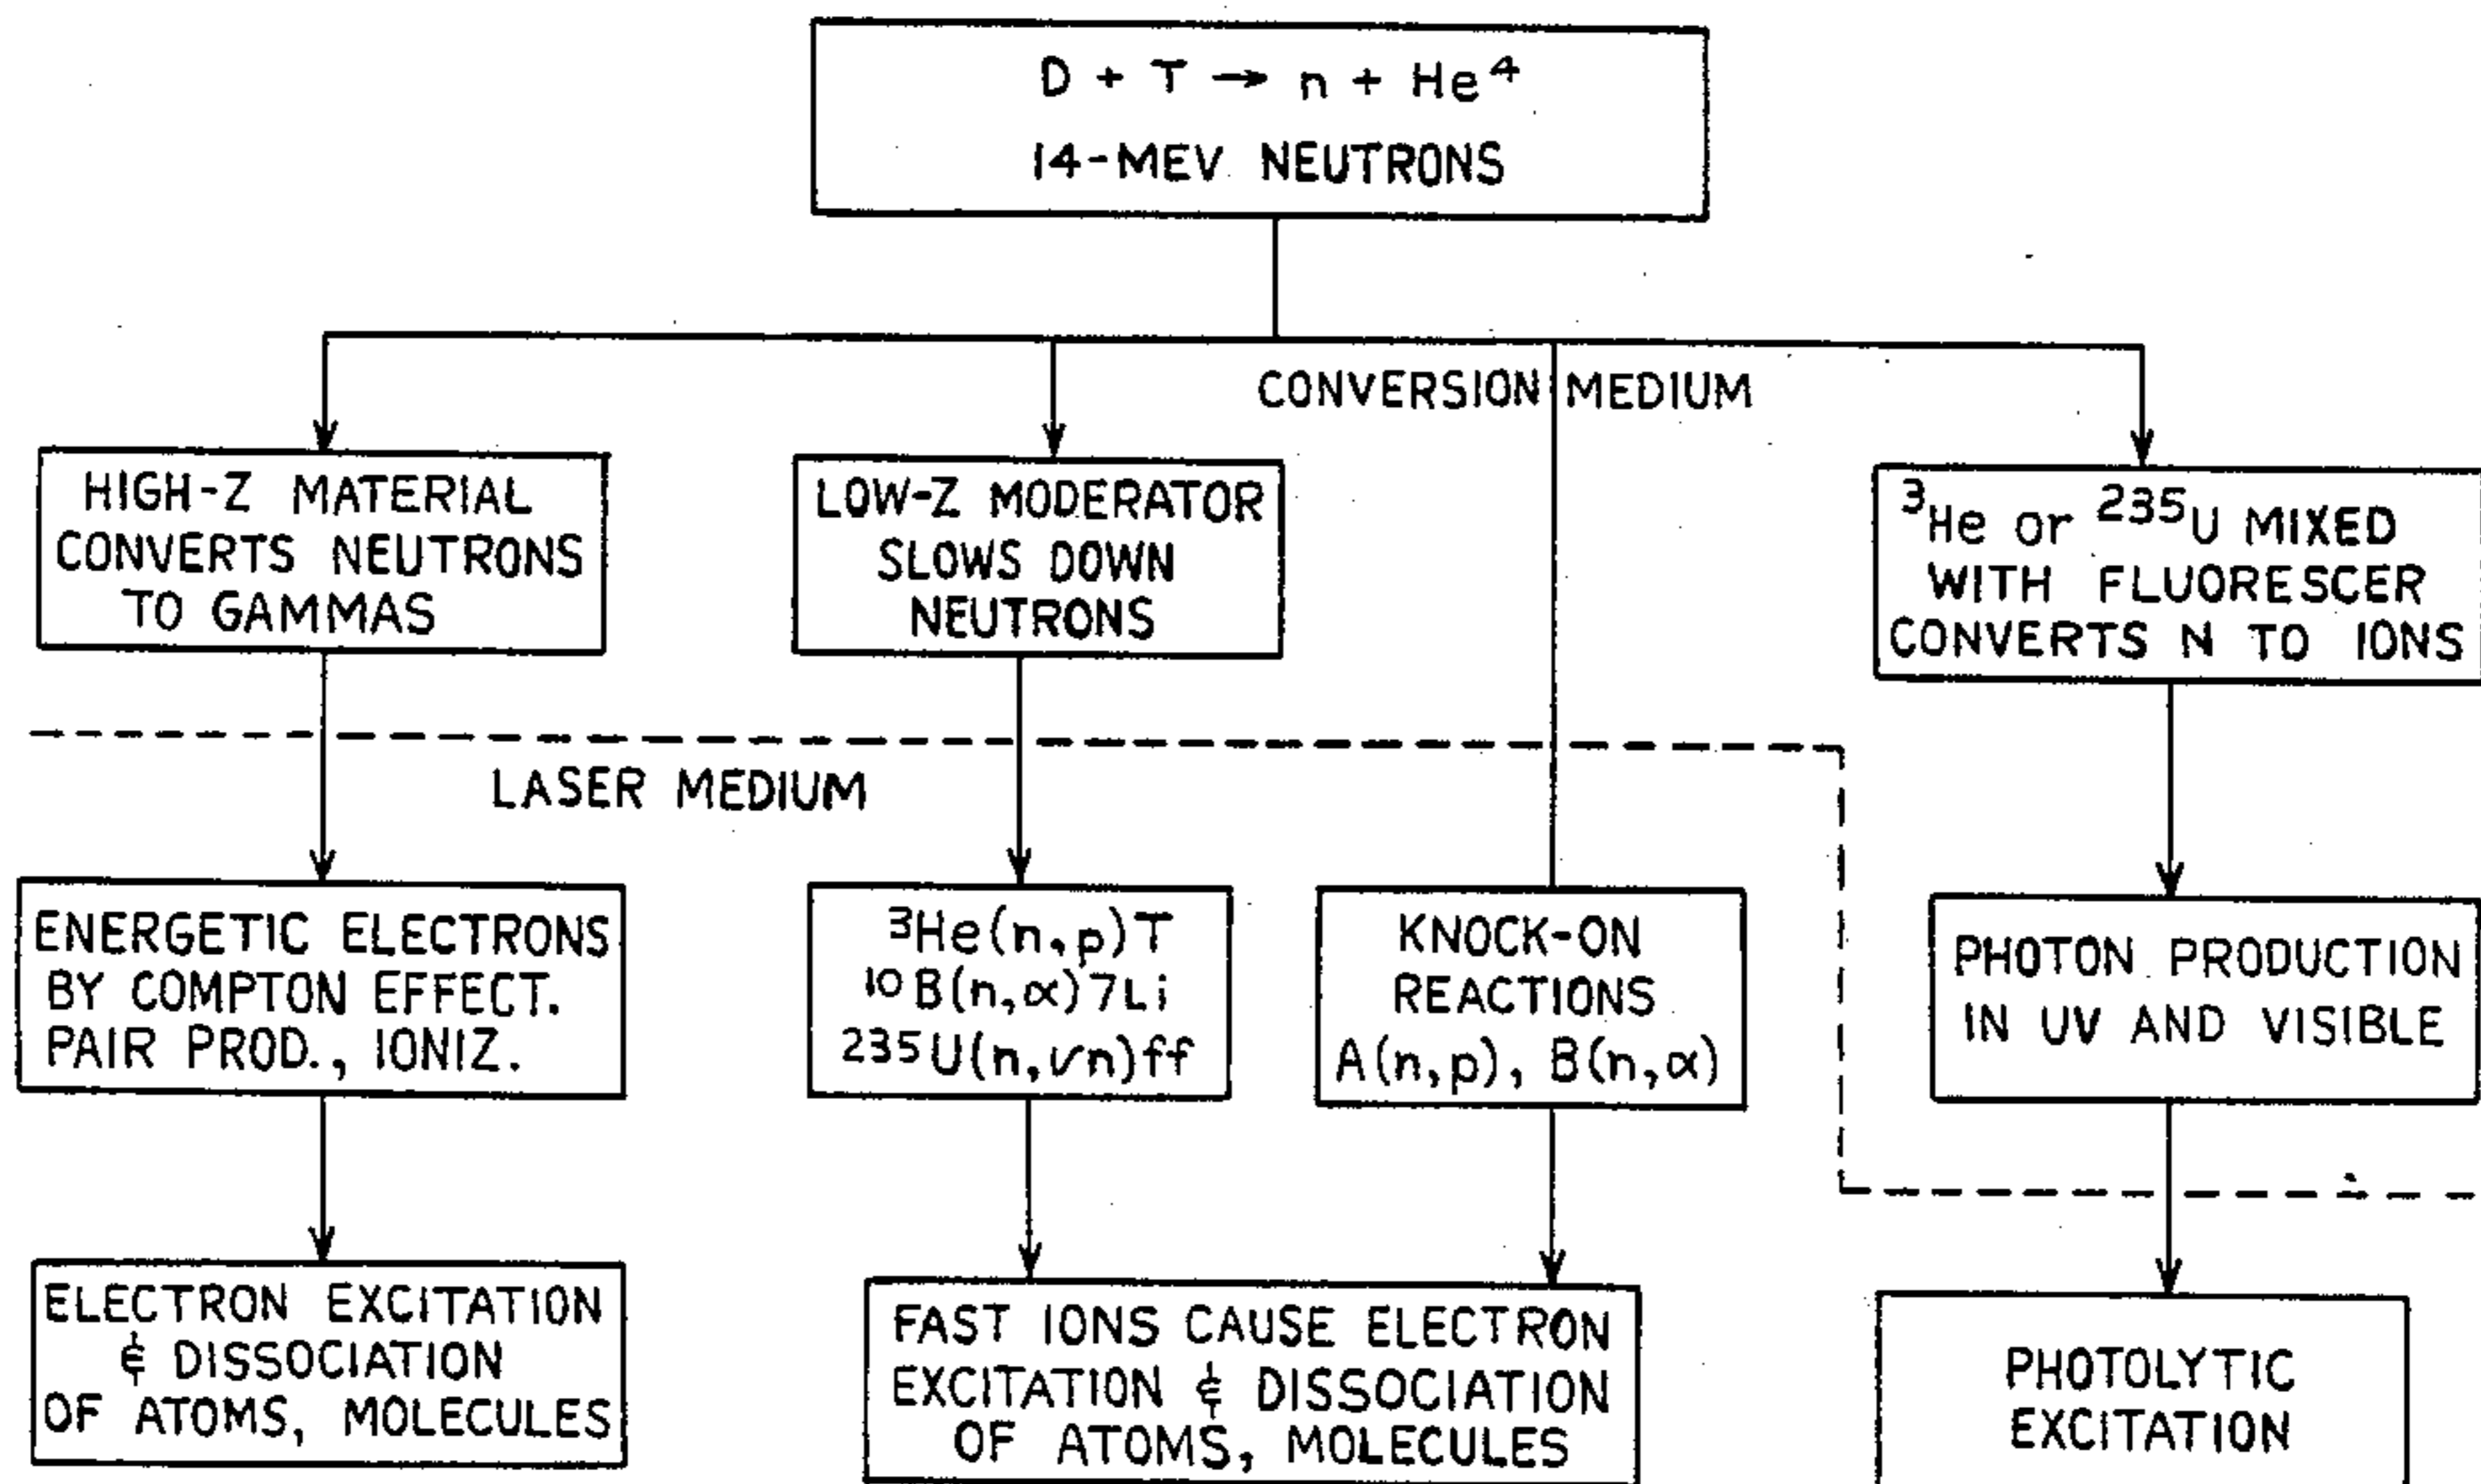 D + T → n + He⁴
14-MEV NEUTRONS
CONVERSION MEDIUM
HIGH-Z MATERIAL
CONVERTS NEUTRONS
TO GAMMAS
LOW-Z MODERATOR
SLOWS DOWN
NEUTRONS
³He or ²³⁵U MIXED
WITH FLUORESCER
CONVERTS N TO IONS
LASER MEDIUM
ENERGETIC ELECTRONS
BY COMPTON EFFECT.
PAIR PROD., IONIZ.
³He(n,p)T
¹⁰B(n,α)7Li
²³⁵U(n,νn)ff
KNOCK-ON
REACTIONS
A(n,p), B(n,α)
PHOTON PRODUCTION
IN UV AND VISIBLE
ELECTRON EXCITATION
& DISSOCIATION
OF ATOMS, MOLECULES
FAST IONS CAUSE ELECTRON
EXCITATION & DISSOCIATION
OF ATOMS, MOLECULES
PHOTOLYTIC
EXCITATION